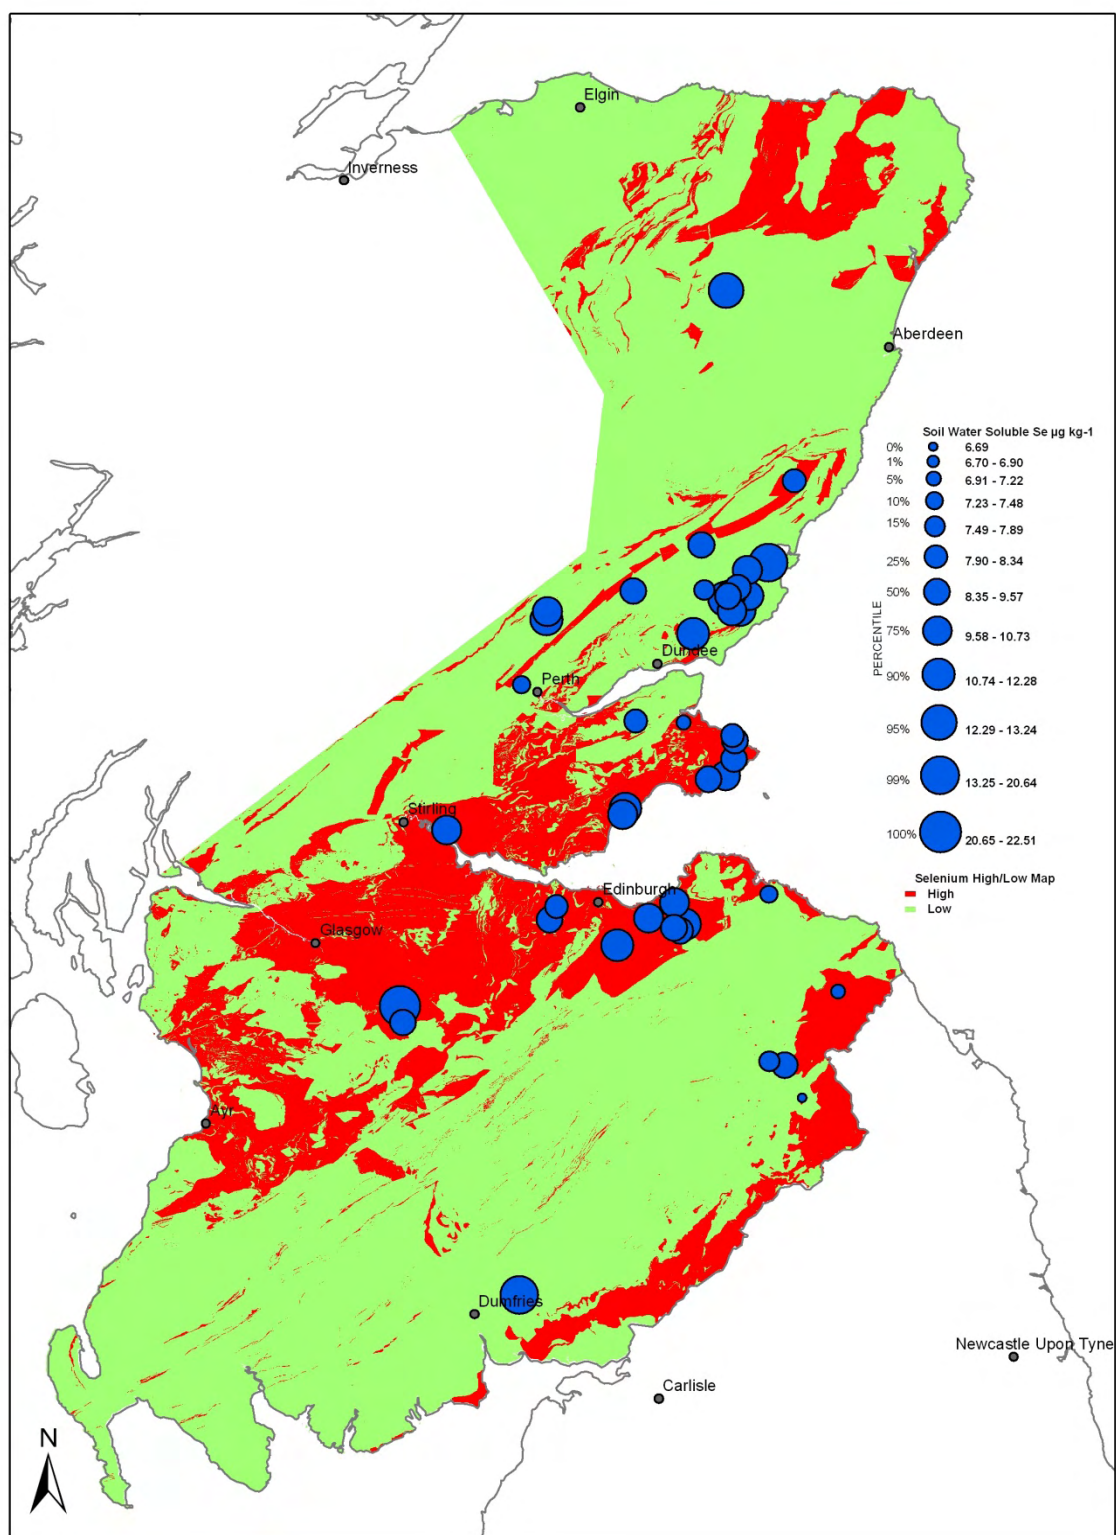 Elgin
Inverness
Aberdeen
Soil Water Soluble Se µg kg-1
0% 6.69
1% 6.70 - 6.90
5% 6.91 - 7.22
10% 7.23 - 7.48
15% 7.49 - 7.89
25% 7.90 - 8.34
50% 8.35 - 9.57
75% 9.58 - 10.73
90% 10.74 - 12.28
95% 12.29 - 13.24
99% 13.25 - 20.64
100% 20.65 - 22.51
PERCENTILE
Selenium High/Low Map
High
Low
Dundee
Perth
Stirling
Edinburgh
Glasgow
Ayr
Dumfries
Newcastle Upon Tyne
Carlisle
N